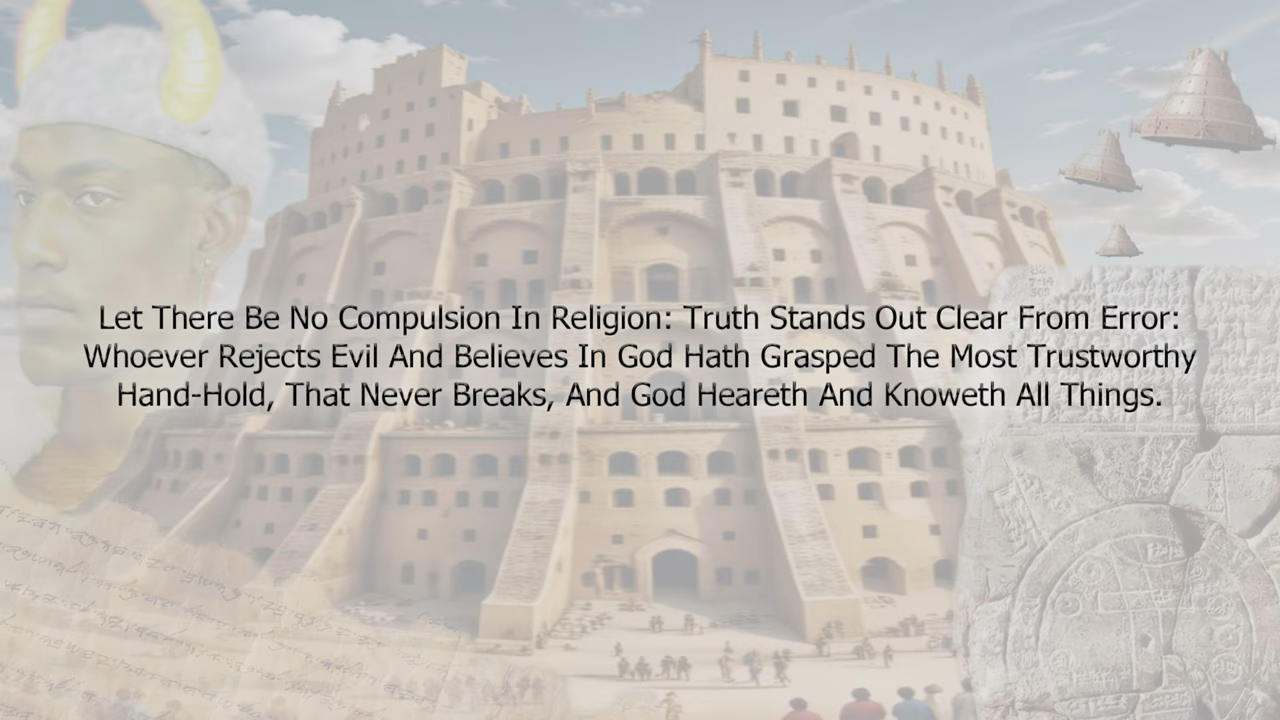 Let There Be No Compulsion In Religion: Truth Stands Out Clear From Error:
Whoever Rejects Evil And Believes In God Hath Grasped The Most Trustworthy
Hand-Hold, That Never Breaks, And God Heareth And Knoweth All Things.